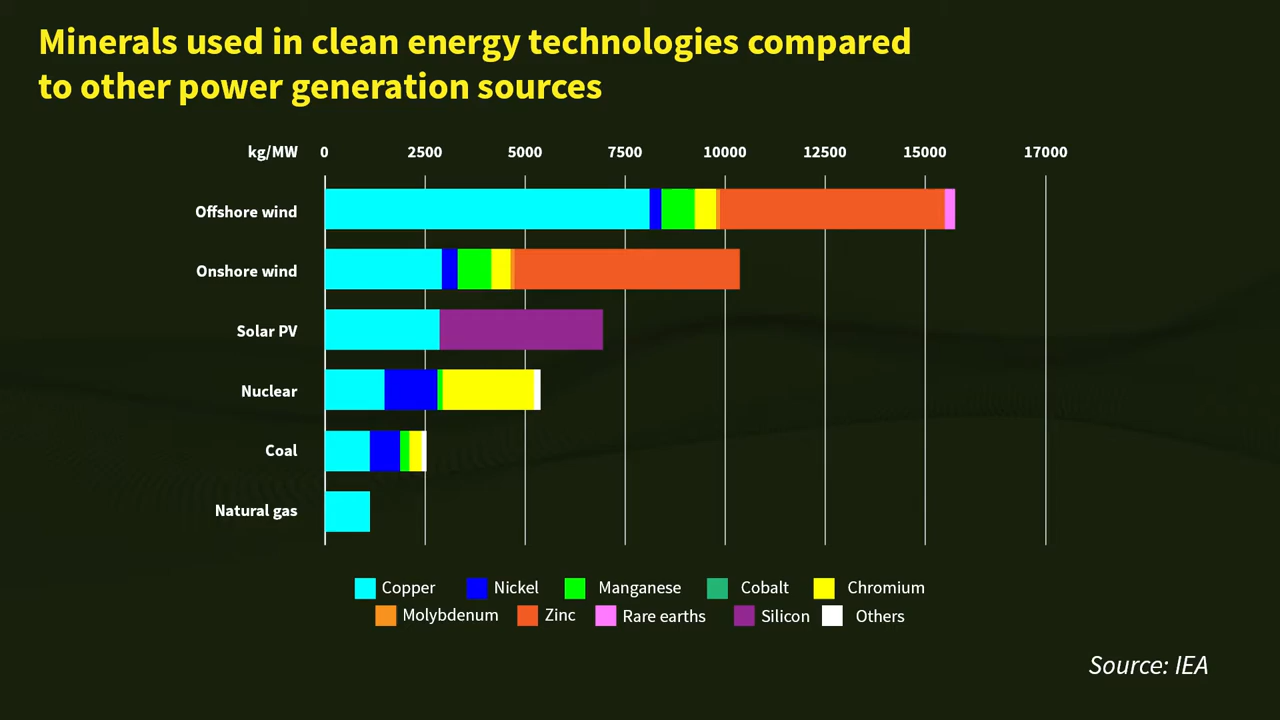 Minerals used in clean energy technologies compared
to other power generation sources
kg/MW 0 2500 5000 7500 10000 12500 15000 17000
Offshore wind
Onshore wind
Solar PV
Nuclear
Coal
Natural gas
Copper Nickel Manganese Cobalt Chromium
Molybdenum Zinc Rare earths Silicon Others
Source: IEA